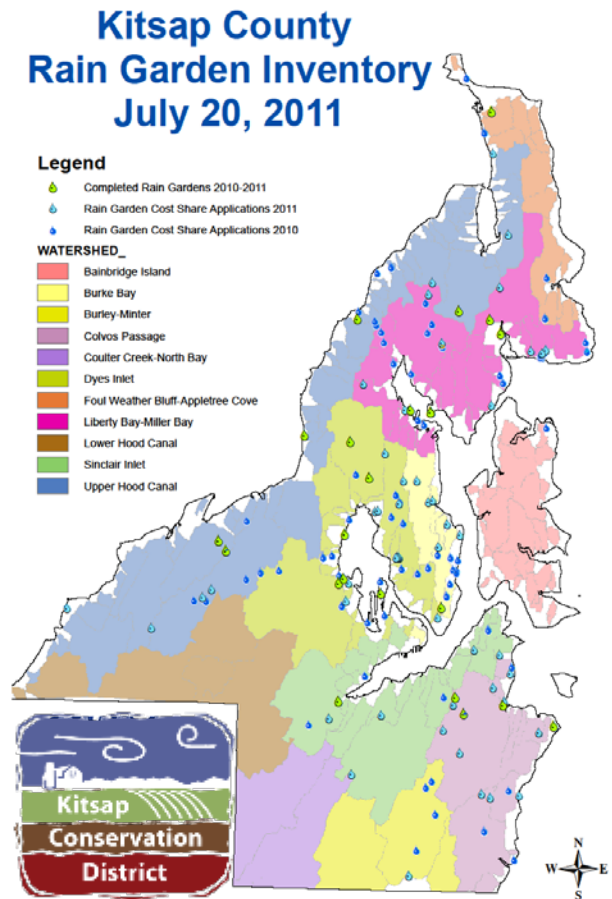 Kitsap County
Rain Garden Inventory
July 20, 2011
Legend
Completed Rain Gardens 2010-2011
Rain Garden Cost Share Applications 2011
Rain Garden Cost Share Applications 2010
WATERSHED_
Bainbridge Island
Burke Bay
Burley-Minter
Colvos Passage
Coulter Creek-North Bay
Dyes Inlet
Foul Weather Bluff-Appletree Cove
Liberty Bay-Miller Bay
Lower Hood Canal
Sinclair Inlet
Upper Hood Canal
Kitsap
Conservation
District
N
W E
S